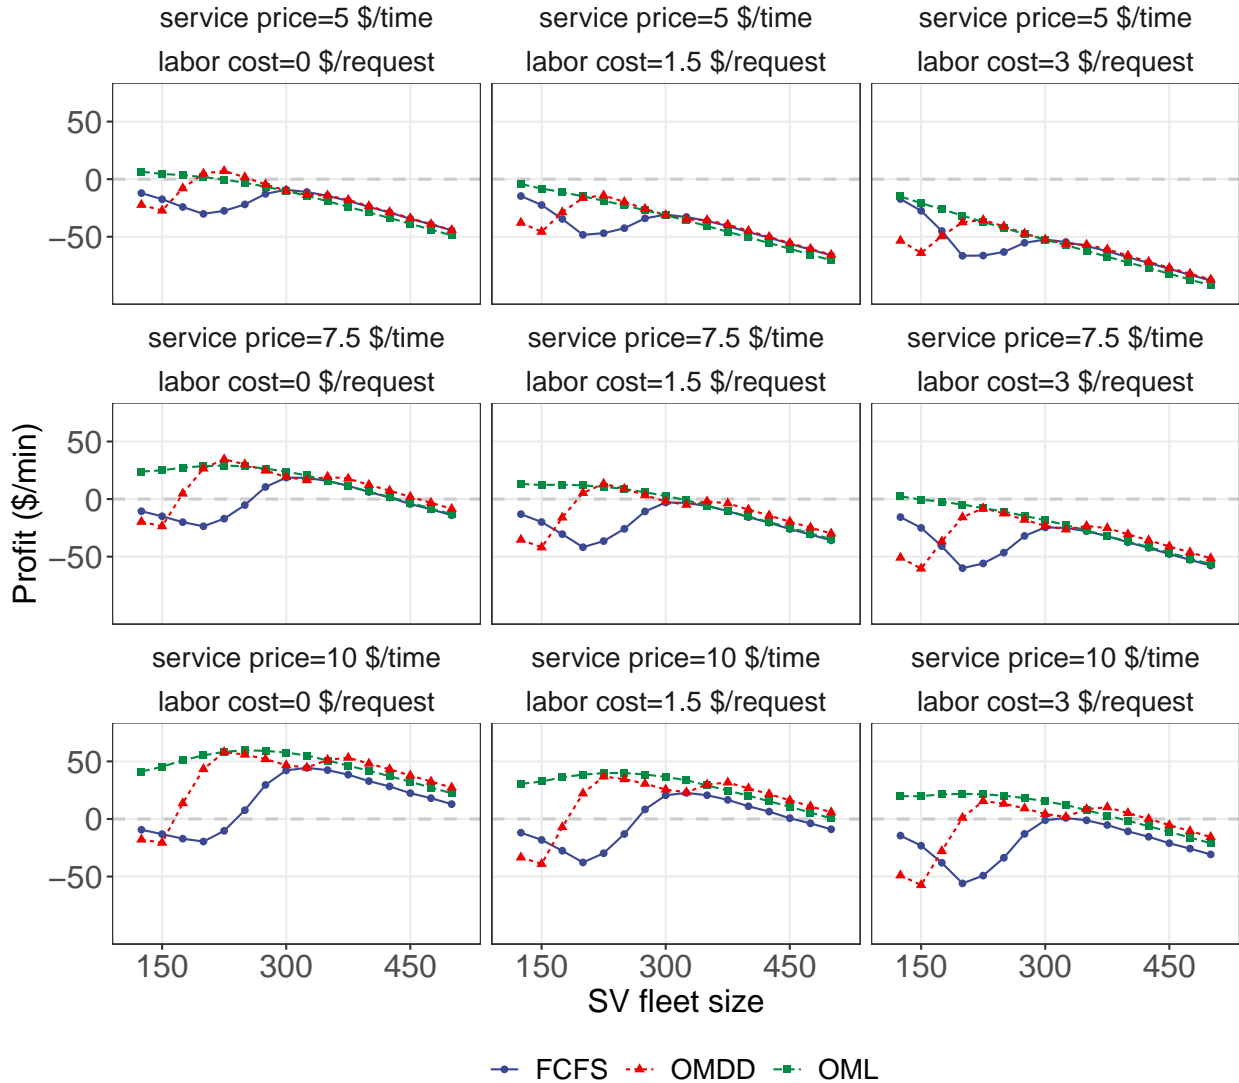 service price=5 $/time
labor cost=0 $/request
service price=5 $/time
labor cost=1.5 $/request
service price=5 $/time
labor cost=3 $/request
50
0
−50
service price=7.5 $/time
labor cost=0 $/request
service price=7.5 $/time
labor cost=1.5 $/request
service price=7.5 $/time
labor cost=3 $/request
50
0
−50
Profit ($/min)
service price=10 $/time
labor cost=0 $/request
service price=10 $/time
labor cost=1.5 $/request
service price=10 $/time
labor cost=3 $/request
50
0
−50
150 300 450 150 300 450 150 300 450
SV fleet size
FCFS OMDD OML